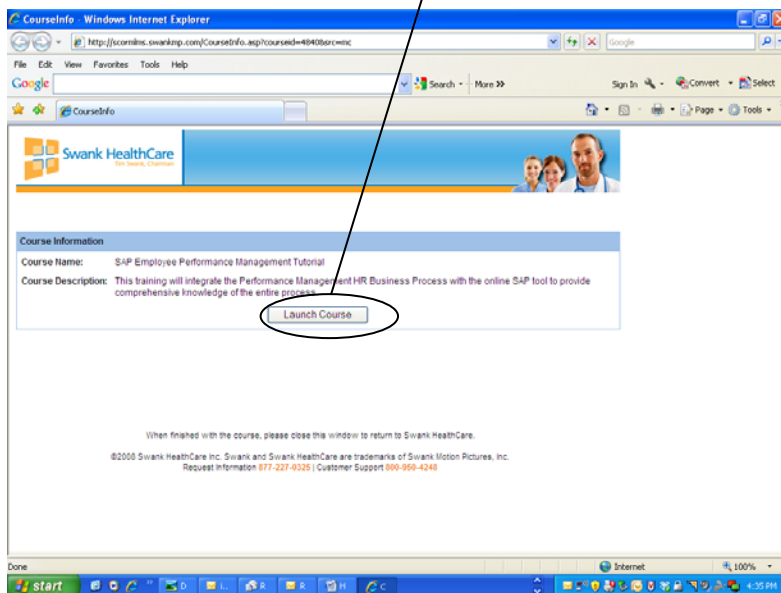 CourseInfo - Windows Internet Explorer
http://scormlms.swankmp.com/CourseInfo.asp?courseid=4840&src=mc
Google
File Edit View Favorites Tools Help
Google
Search
More »
Sign In
Convert
Select
CourseInfo
Page
Tools
Swank HealthCare
Tim Swank, Chairman
Course Information
Course Name: SAP Employee Performance Management Tutorial
Course Description: This training will integrate the Performance Management HR Business Process with the online SAP tool to provide
comprehensive knowledge of the entire process.
Launch Course
When finished with the course, please close this window to return to Swank HealthCare.
©2008 Swank HealthCare Inc. Swank and Swank HealthCare are trademarks of Swank Motion Pictures, Inc.
Request Information 877-227-0325 | Customer Support 800-950-4248
Done
Internet
100%
start
D
I...
R
R
H
C
4:35 PM